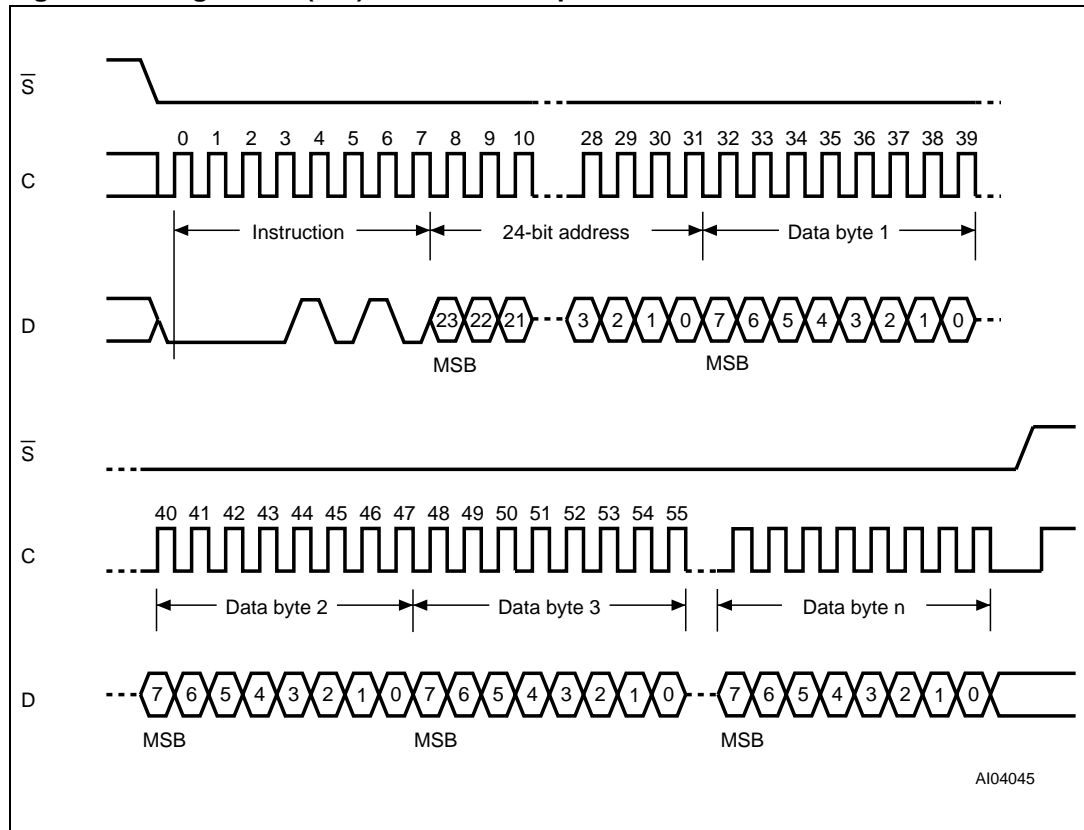 S
0 1 2 3 4 5 6 7 8 9 10 28 29 30 31 32 33 34 35 36 37 38 39
C
Instruction 24-bit address Data byte 1
D
23 22 21 3 2 1 0 7 6 5 4 3 2 1 0
MSB MSB
S
40 41 42 43 44 45 46 47 48 49 50 51 52 53 54 55
C
Data byte 2 Data byte 3 Data byte n
D
7 6 5 4 3 2 1 0 7 6 5 4 3 2 1 0 7 6 5 4 3 2 1 0
MSB MSB MSB
AI04045